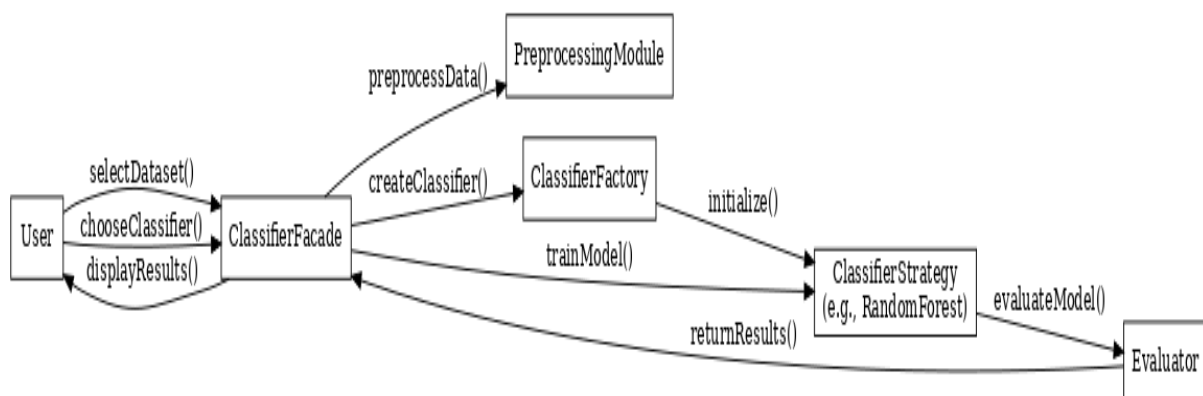 PreprocessingModule
preprocessData()
selectDataset()
createClassifier()
ClassifierFactory
initialize()
User
chooseClassifier()
ClassifierFacade
displayResults()
trainModel()
ClassifierStrategy
(e.g., RandomForest)
evaluateModel()
returnResults()
Evaluator